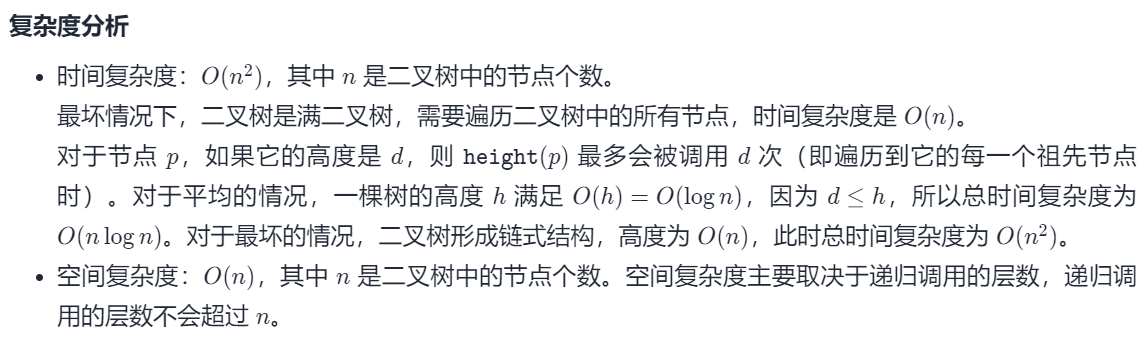 复杂度分析
• 时间复杂度：O(n²)，其中 n 是二叉树中的节点个数。
最坏情况下，二叉树是满二叉树，需要遍历二叉树中的所有节点，时间复杂度是 O(n)。
对于节点 p，如果它的高度是 d，则 height(p) 最多会被调用 d 次（即遍历到它的每一个祖先节点
时）。对于平均的情况，一棵树的高度 h 满足 O(h) = O(log n)，因为 d ≤ h，所以总时间复杂度为
O(n log n)。对于最坏的情况，二叉树形成链式结构，高度为 O(n)，此时总时间复杂度为 O(n²)。
• 空间复杂度：O(n)，其中 n 是二叉树中的节点个数。空间复杂度主要取决于递归调用的层数，递归调
用的层数不会超过 n。